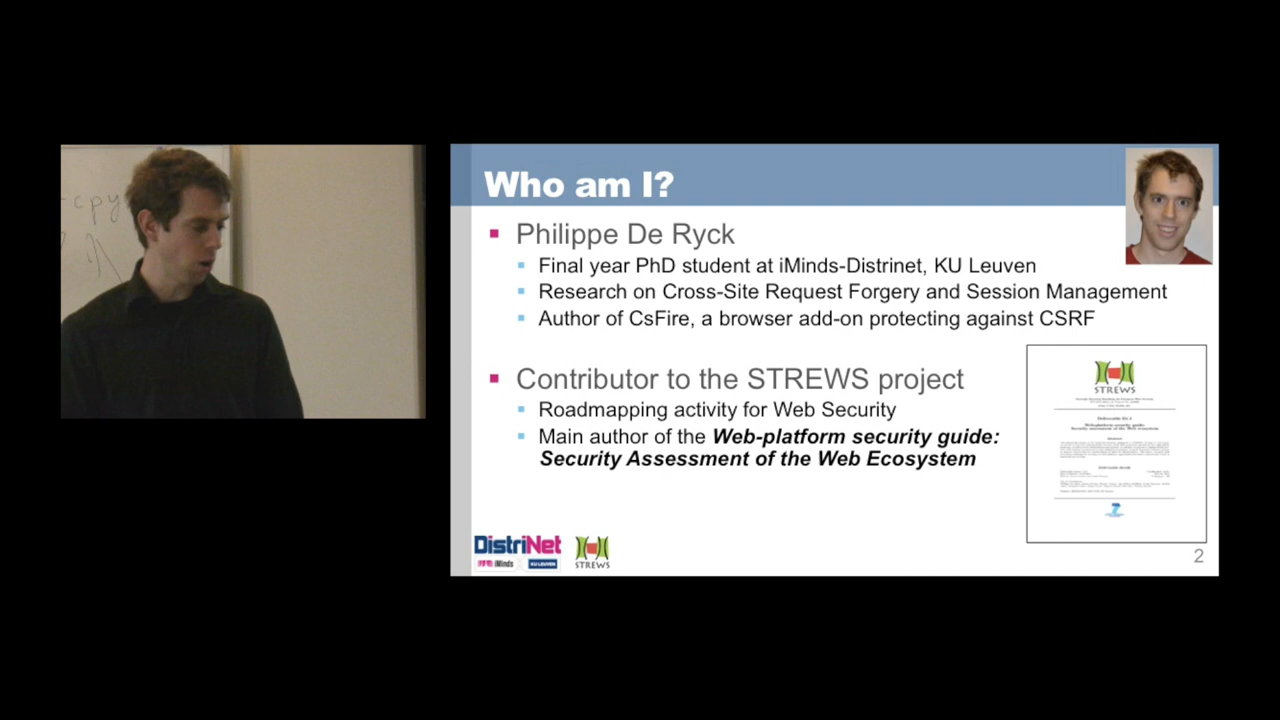 cpy
Who am I?
Philippe De Ryck
Final year PhD student at iMinds-Distrinet, KU Leuven
Research on Cross-Site Request Forgery and Session Management
Author of CsFire, a browser add-on protecting against CSRF
Contributor to the STREWS project
Roadmapping activity for Web Security
Main author of the Web-platform security guide:
Security Assessment of the Web Ecosystem
STREWS
DistriNet
iMinds KU LEUVEN
STREWS
2